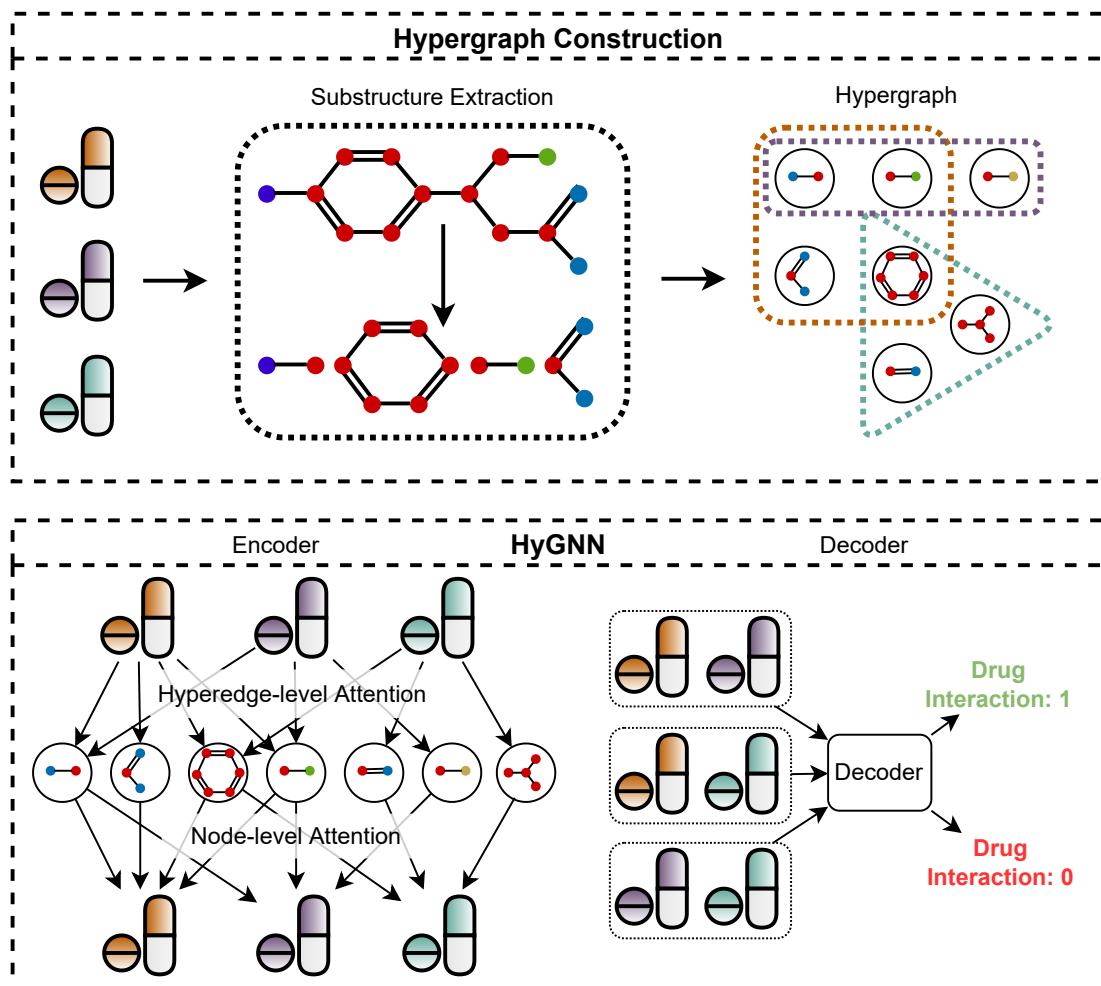 Hypergraph Construction
Substructure Extraction
Hypergraph
Encoder
HyGNN
Decoder
Hyperedge-level Attention
Node-level Attention
Decoder
Drug
Interaction: 1
Drug
Interaction: 0